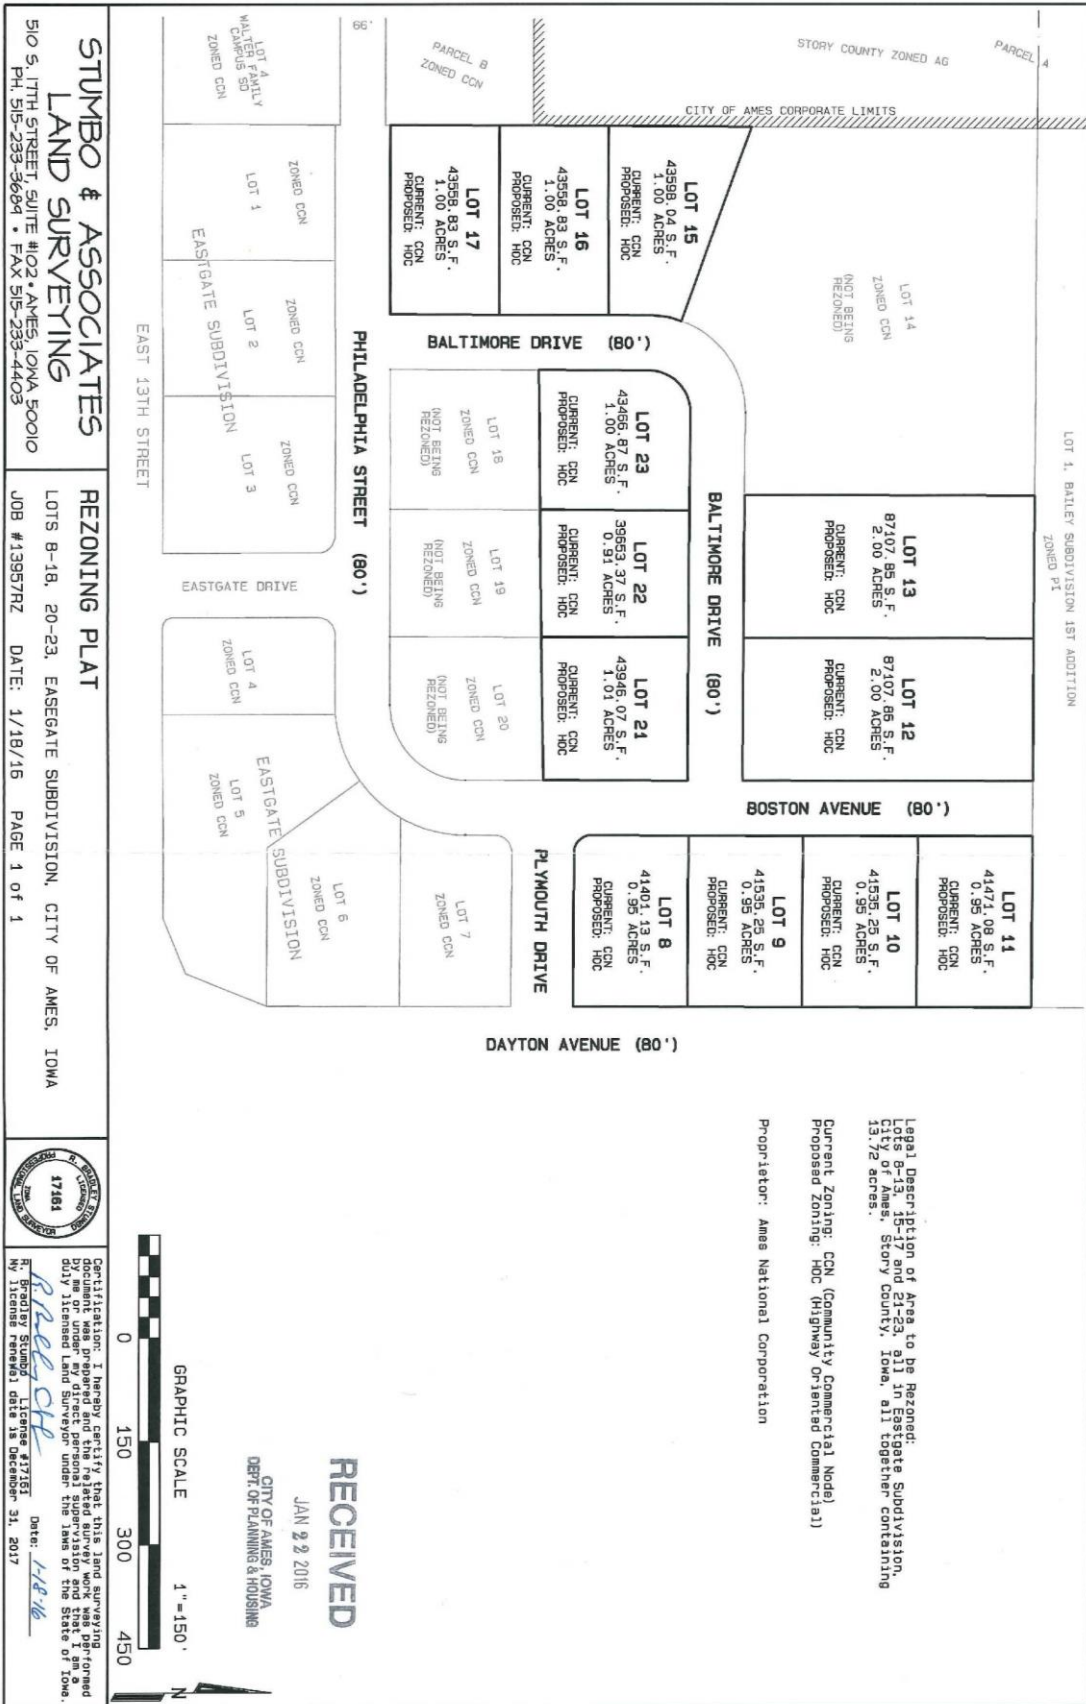 PARCEL A
STORY COUNTY ZONED AG
CITY OF AMES CORPORATE LIMITS
PARCEL B
ZONED CCN
66'
LOT 4
WALTER FAMILY
CAMPUS SD
ZONED CCN
LOT 1, BAILEY SUBDIVISION 1ST ADDITION
ZONED PI
LOT 14
ZONED CCN
(NOT BEING
REZONED)
LOT 15
43598.04 S.F.
1.00 ACRES
CURRENT: CCN
PROPOSED: HOC
LOT 16
43558.83 S.F.
1.00 ACRES
CURRENT: CCN
PROPOSED: HOC
LOT 17
43558.83 S.F.
1.00 ACRES
CURRENT: CCN
PROPOSED: HOC
BALTIMORE DRIVE (80')
LOT 13
87107.85 S.F.
2.00 ACRES
CURRENT: CCN
PROPOSED: HOC
LOT 12
87107.86 S.F.
2.00 ACRES
CURRENT: CCN
PROPOSED: HOC
BALTIMORE DRIVE (80')
LOT 23
43466.87 S.F.
1.00 ACRES
CURRENT: CCN
PROPOSED: HOC
LOT 22
39653.37 S.F.
0.91 ACRES
CURRENT: CCN
PROPOSED: HOC
LOT 21
43946.07 S.F.
1.01 ACRES
CURRENT: CCN
PROPOSED: HOC
LOT 18
ZONED CCN
(NOT BEING
REZONED)
LOT 19
ZONED CCN
(NOT BEING
REZONED)
LOT 20
ZONED CCN
(NOT BEING
REZONED)
BOSTON AVENUE (80')
LOT 11
41471.08 S.F.
0.95 ACRES
CURRENT: CCN
PROPOSED: HOC
LOT 10
41535.25 S.F.
0.95 ACRES
CURRENT: CCN
PROPOSED: HOC
LOT 9
41535.25 S.F.
0.95 ACRES
CURRENT: CCN
PROPOSED: HOC
LOT 8
41401.13 S.F.
0.95 ACRES
CURRENT: CCN
PROPOSED: HOC
PLYMOUTH DRIVE
DAYTON AVENUE (80')
PHILADELPHIA STREET (80')
ZONED CCN
LOT 1
ZONED CCN
LOT 2
ZONED CCN
LOT 3
EASTGATE SUBDIVISION
EAST 13TH STREET
EASTGATE DRIVE
LOT 4
ZONED CCN
LOT 5
ZONED CCN
LOT 6
ZONED CCN
LOT 7
ZONED CCN
EASTGATE SUBDIVISION
Legal Description of Area to be Rezoned:
Lots 8-13, 15-17 and 21-23, all in Eastgate Subdivision,
City of Ames, Story County, Iowa, all together containing
13.72 acres.
Current Zoning: CCN (Community Commercial Node)
Proposed Zoning: HOC (Highway Oriented Commercial)
Proprietor: Ames National Corporation
RECEIVED
JAN 22 2016
CITY OF AMES, IOWA
DEPT. OF PLANNING & HOUSING
GRAPHIC SCALE 1"=150'
0 150 300 450
N
STUMBO & ASSOCIATES
LAND SURVEYING
510 S. 17TH STREET, SUITE #102 • AMES, IOWA 50010
PH. 515-233-3689 • FAX 515-233-4403
REZONING PLAT
LOTS 8-18, 20-23, EASEGATE SUBDIVISION, CITY OF AMES, IOWA
JOB #13957RZ DATE: 1/18/16 PAGE 1 of 1
R. BRADLEY STUMBO
LICENSED
17161
IOWA
PROFESSIONAL LAND SURVEYOR
Certification: I hereby certify that this land surveying
document was prepared and the related survey work was performed
by me or under my direct personal supervision and that I am a
duly licensed Land Surveyor under the laws of the State of Iowa.
Date: 1-18-16
R. Bradley Stumbo License #17161
My license renewal date is December 31, 2017